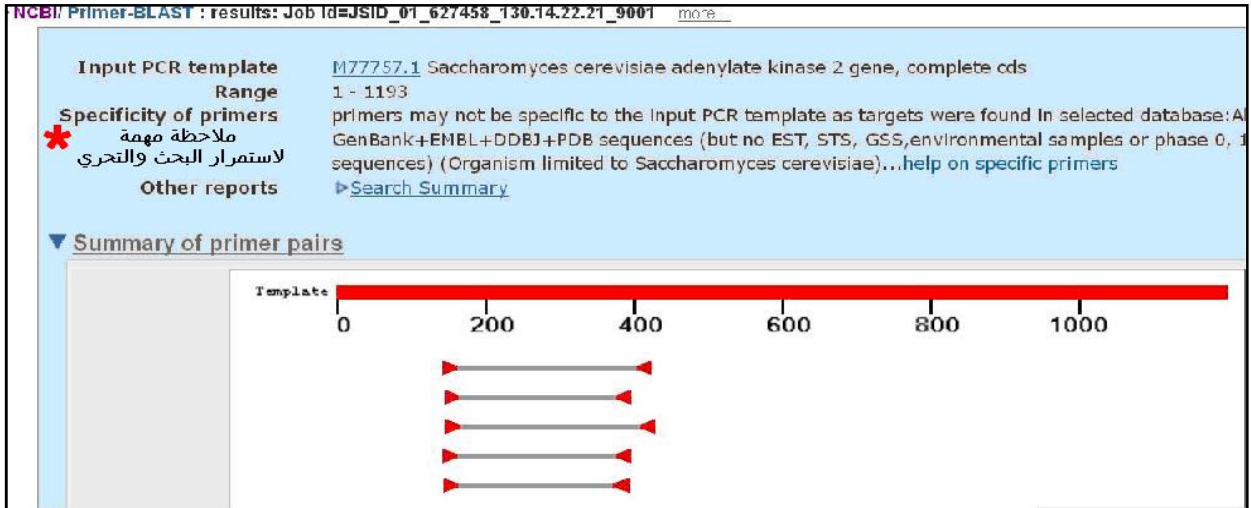 NCBI/ Primer-BLAST : results: Job Id=JSID_01_627458_130.14.22.21_9001 more...
Input PCR template M77757.1 Saccharomyces cerevisiae adenylate kinase 2 gene, complete cds
Range 1 - 1193
Specificity of primers primers may not be specific to the input PCR template as targets were found in selected database:Al
* ملاحظة مهمة GenBank+EMBL+DDBJ+PDB sequences (but no EST, STS, GSS,environmental samples or phase 0, 1
لاستمرار البحث والتحري sequences) (Organism limited to Saccharomyces cerevisiae)...help on specific primers
Other reports Search Summary
Summary of primer pairs
Template
0 200 400 600 800 1000